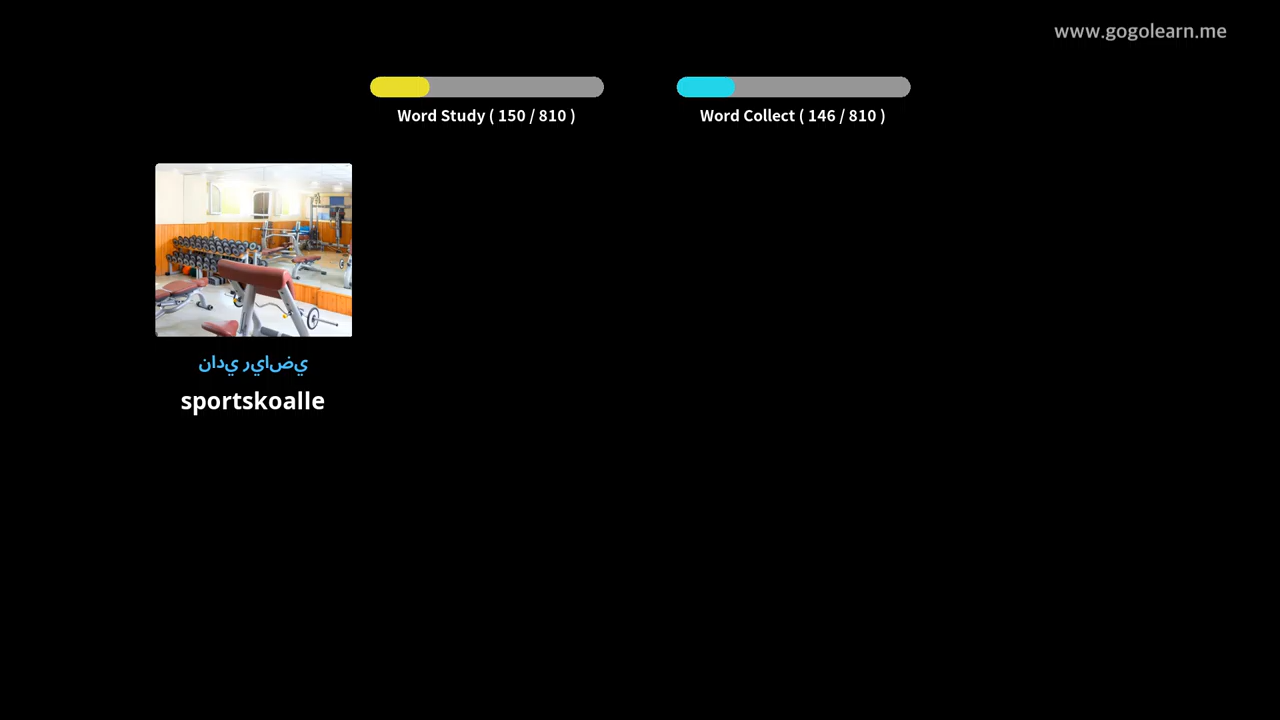 www.gogolearn.me
Word Study ( 150 / 810 )
Word Collect ( 146 / 810 )
نادي رياضي
sportskoalle